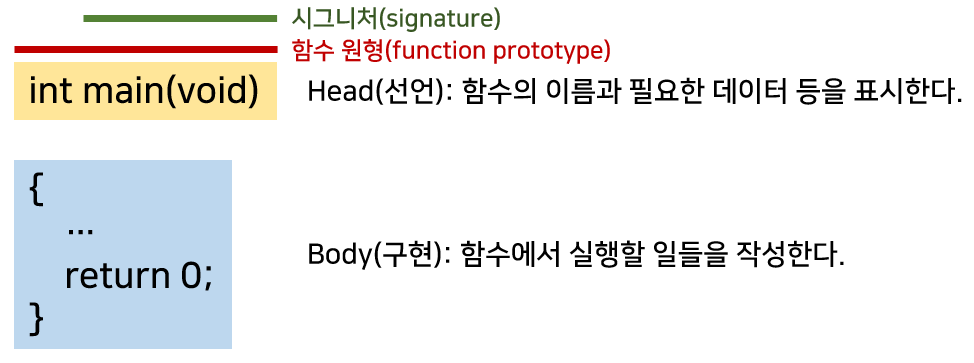 시그니처(signature)
함수 원형(function prototype)
int main(void)
Head(선언): 함수의 이름과 필요한 데이터 등을 표시한다.
{
...
return 0;
}
Body(구현): 함수에서 실행할 일들을 작성한다.